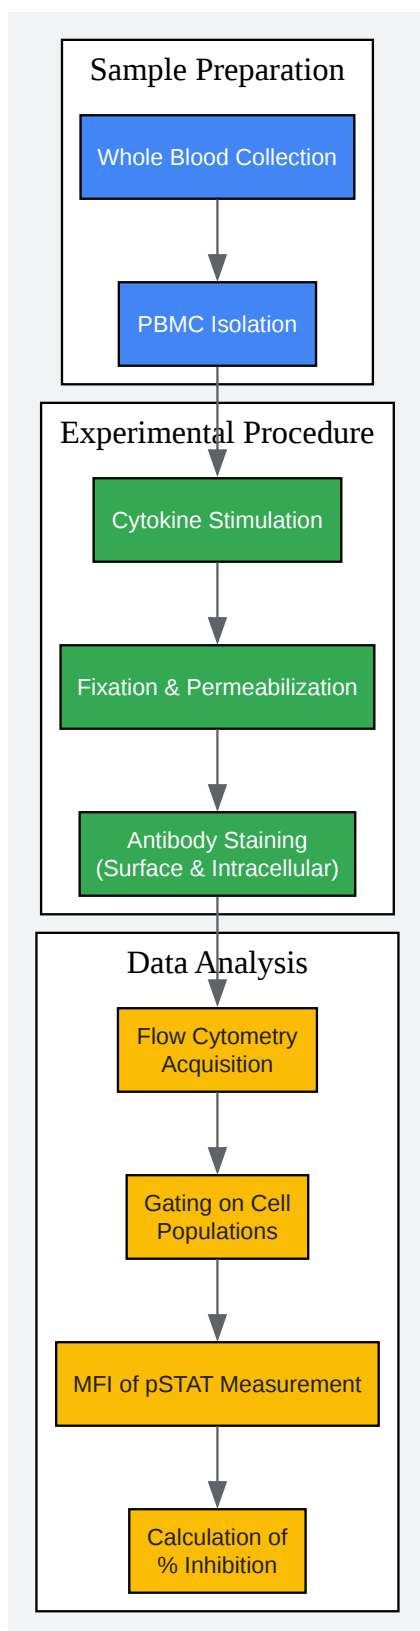 Sample Preparation
Whole Blood Collection
PBMC Isolation
Experimental Procedure
Cytokine Stimulation
Fixation & Permeabilization
Antibody Staining
(Surface & Intracellular)
Data Analysis
Flow Cytometry
Acquisition
Gating on Cell
Populations
MFI of pSTAT Measurement
Calculation of
% Inhibition